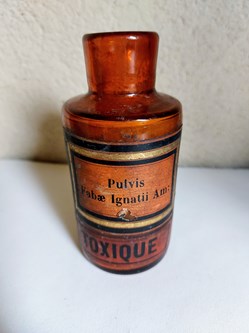 Pulvis
Fabæ Ignatii Am:
TOXIQUE